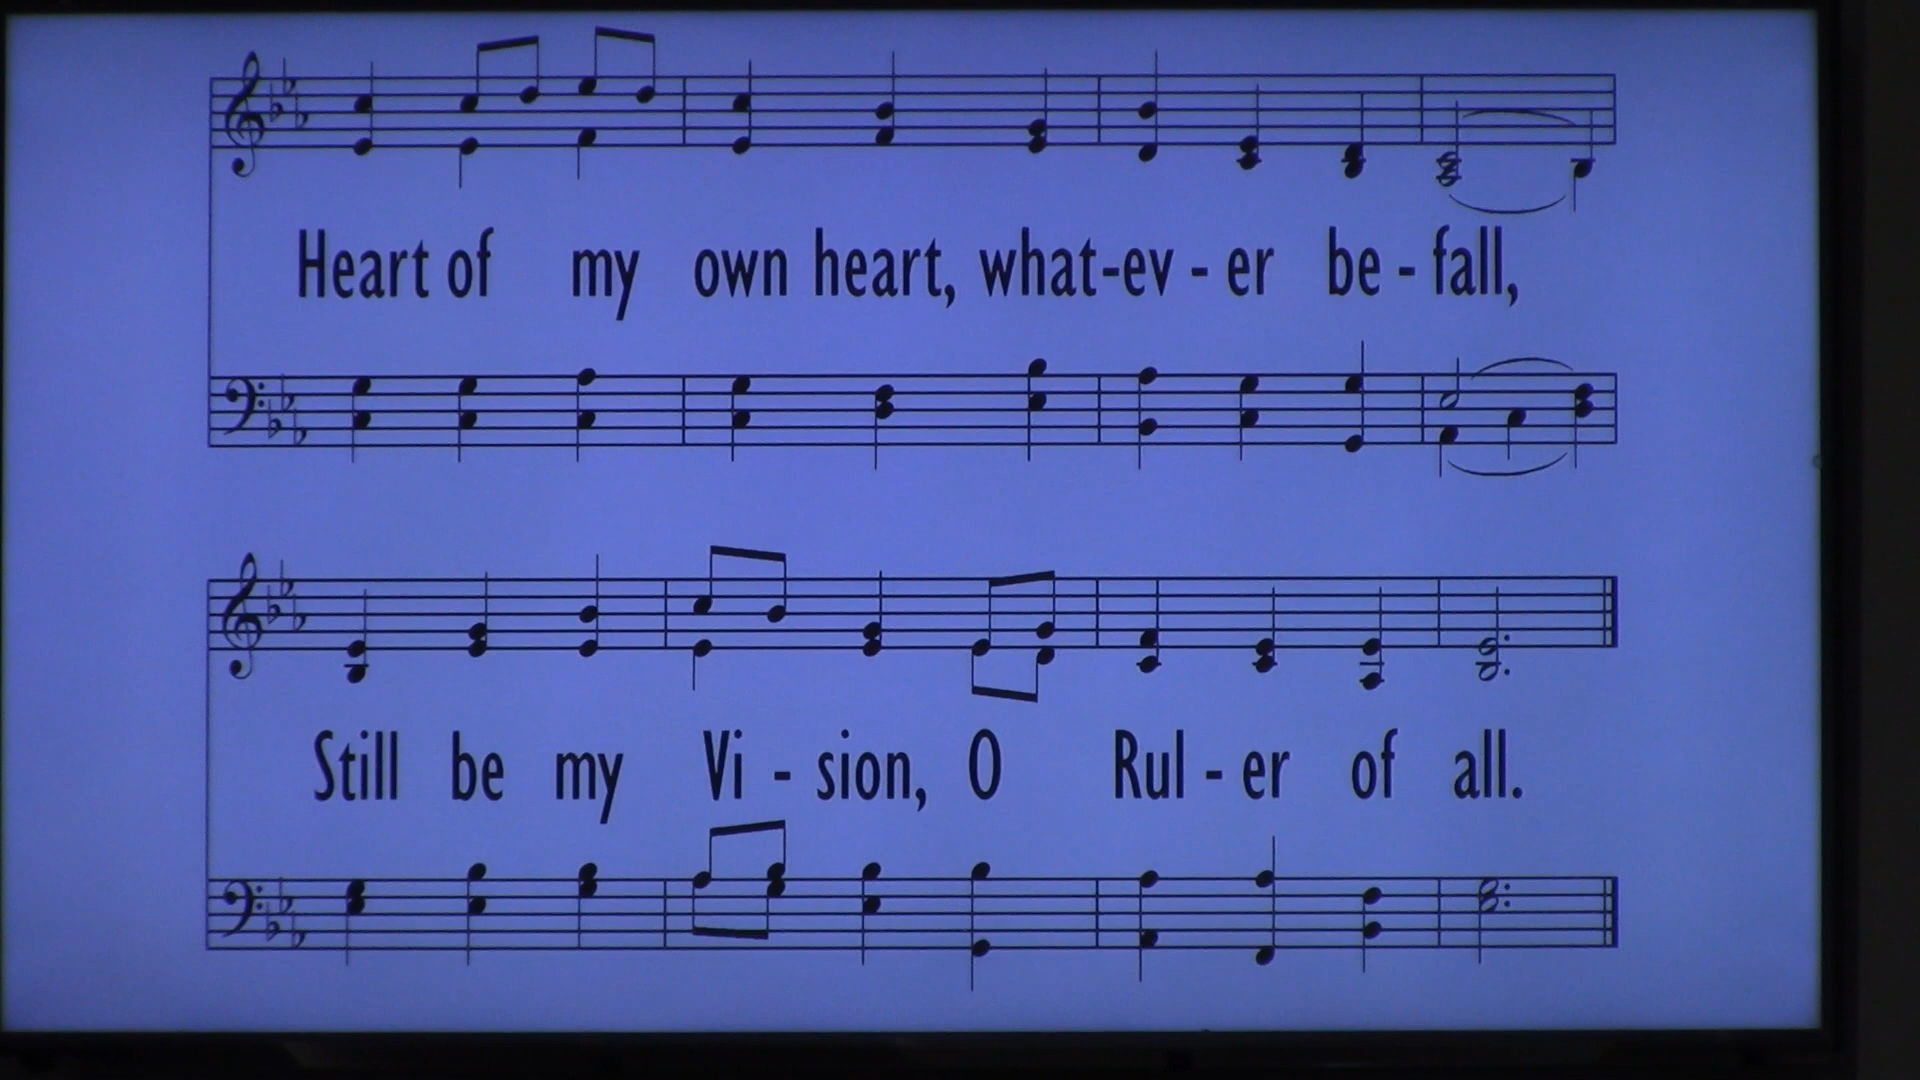 Heart of my own heart, what-ev - er be - fall,
Still be my Vi - sion, O Rul - er of all.